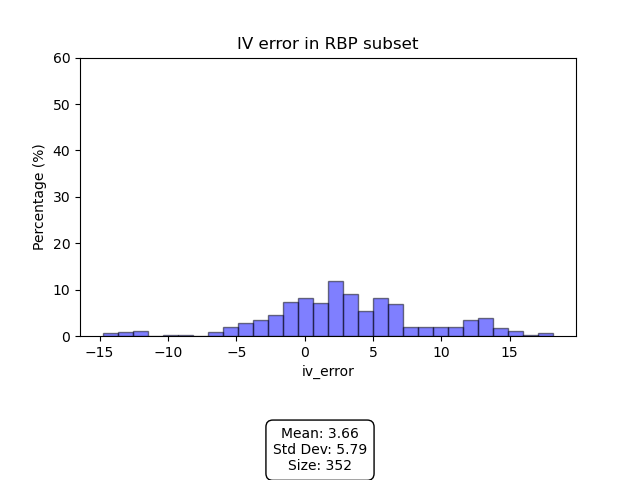 IV error in RBP subset
60
50
40
30
20
10
0
Percentage (%)
−15 −10 −5 0 5 10 15
iv_error
Mean: 3.66
Std Dev: 5.79
Size: 352